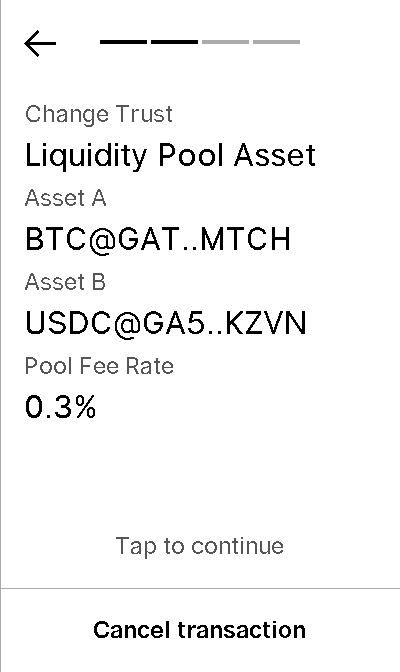 Change Trust
Liquidity Pool Asset
Asset A
BTC@GAT..MTCH
Asset B
USDC@GA5..KZVN
Pool Fee Rate
0.3%
Tap to continue
Cancel transaction